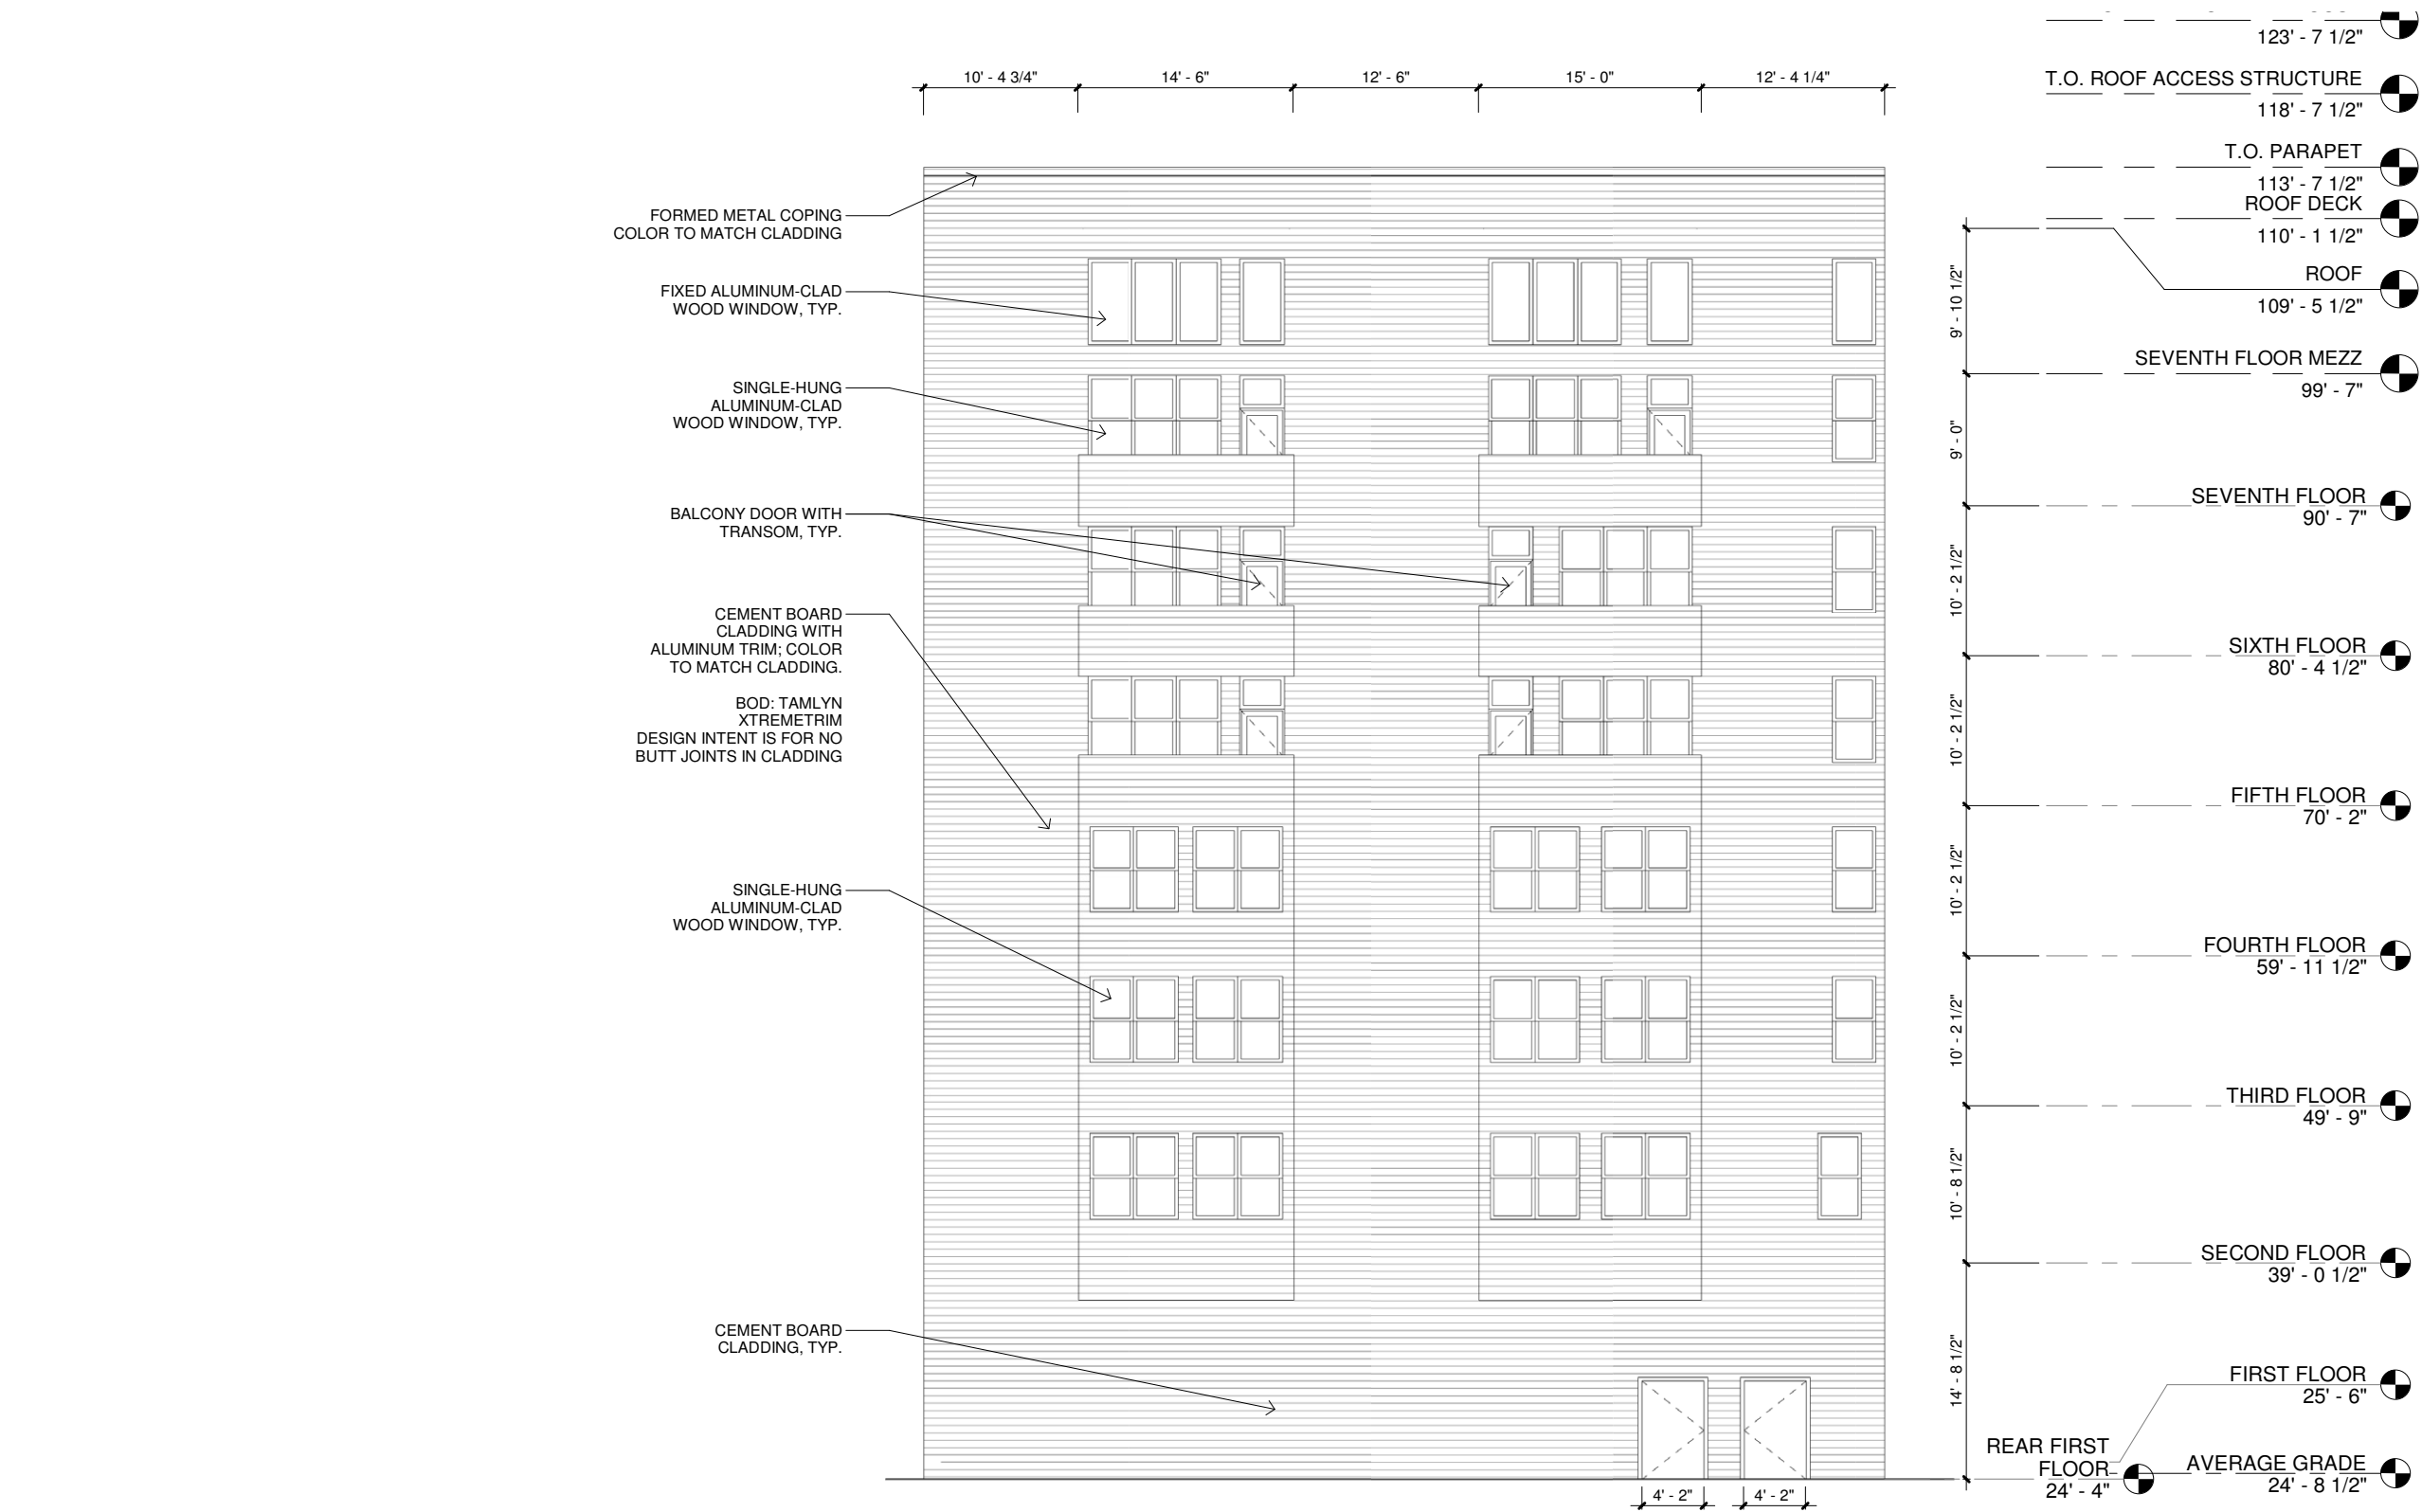 123' - 7 1/2"
10' - 4 3/4" 14' - 6" 12' - 6" 15' - 0" 12' - 4 1/4"
T.O. ROOF ACCESS STRUCTURE
118' - 7 1/2"
T.O. PARAPET
113' - 7 1/2"
ROOF DECK
110' - 1 1/2"
ROOF
109' - 5 1/2"
SEVENTH FLOOR MEZZ
99' - 7"
SEVENTH FLOOR
90' - 7"
SIXTH FLOOR
80' - 4 1/2"
FIFTH FLOOR
70' - 2"
FOURTH FLOOR
59' - 11 1/2"
THIRD FLOOR
49' - 9"
SECOND FLOOR
39' - 0 1/2"
FIRST FLOOR
25' - 6"
AVERAGE GRADE
24' - 8 1/2"
REAR FIRST
FLOOR
24' - 4"
9' - 10 1/2"
9' - 0"
10' - 2 1/2"
10' - 2 1/2"
10' - 2 1/2"
10' - 2 1/2"
10' - 8 1/2"
14' - 8 1/2"
FORMED METAL COPING
COLOR TO MATCH CLADDING
FIXED ALUMINUM-CLAD
WOOD WINDOW, TYP.
SINGLE-HUNG
ALUMINUM-CLAD
WOOD WINDOW, TYP.
BALCONY DOOR WITH
TRANSOM, TYP.
CEMENT BOARD
CLADDING WITH
ALUMINUM TRIM; COLOR
TO MATCH CLADDING.
BOD: TAMLYN
XTREMETRIM
DESIGN INTENT IS FOR NO
BUTT JOINTS IN CLADDING
SINGLE-HUNG
ALUMINUM-CLAD
WOOD WINDOW, TYP.
CEMENT BOARD
CLADDING, TYP.
4' - 2" 4' - 2"